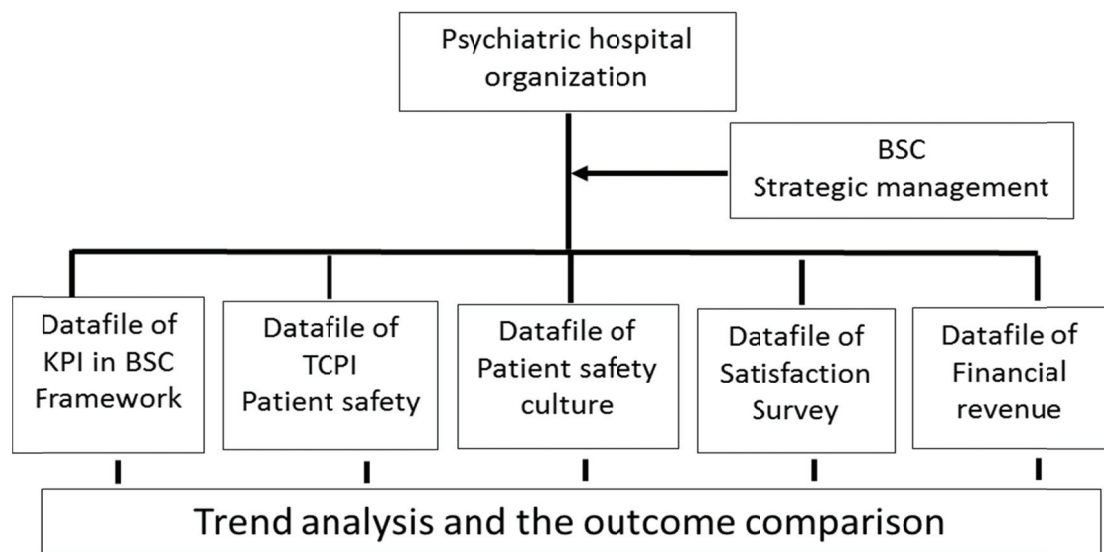 Psychiatric hospital
organization
BSC
Strategic management
Datafile of
KPI in BSC
Framework
Datafile of
TCPI
Patient safety
Datafile of
Patient safety
culture
Datafile of
Satisfaction
Survey
Datafile of
Financial
revenue
Trend analysis and the outcome comparison